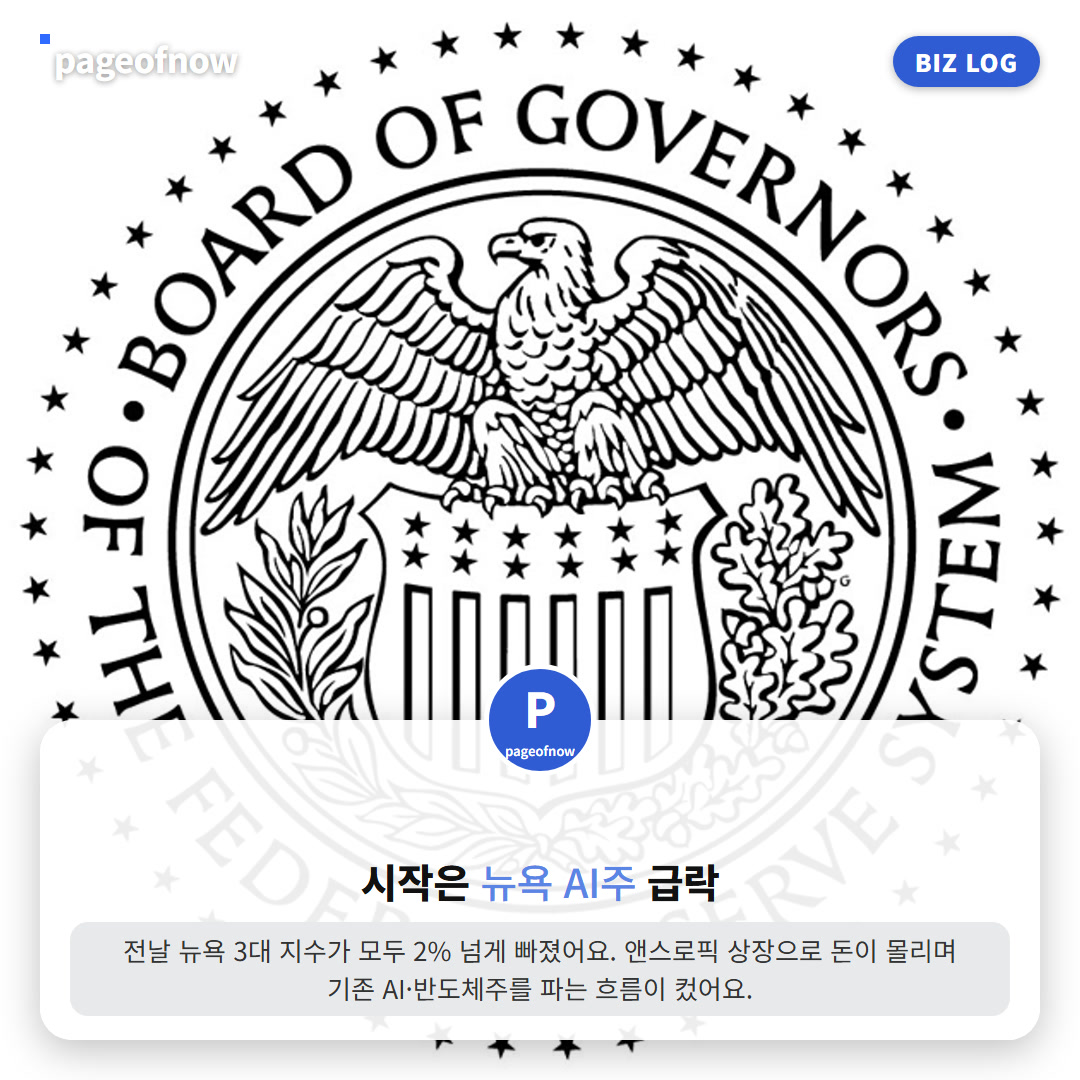 pageofnow
BIZ LOG
BOARD OF GOVERNORS
OF THE FEDERAL RESERVE SYSTEM
P
pageofnow
시작은 뉴욕 AI주 급락
전날 뉴욕 3대 지수가 모두 2% 넘게 빠졌어요. 앤스로픽 상장으로 돈이 몰리며
기존 AI·반도체주를 파는 흐름이 컸어요.